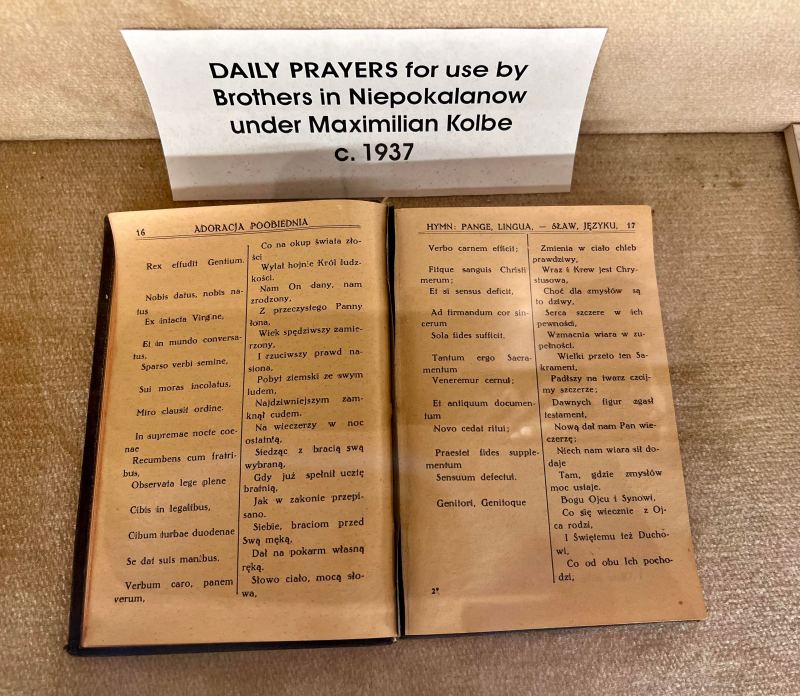 DAILY PRAYERS for use by
Brothers in Niepokalanow
under Maximilian Kolbe
c. 1937
16 ADORACJA POOBIEDNIA
Rex effudit Gentium.
Nobis datus, nobis na-
tus
Ex intacta Virgine,
Et in mundo conversa-
tus,
Sparso verbi semine,
Sui moras incolatus,
Miro clausit ordine.
In supremae nocte coe-
nae
Recumbens cum fratri-
bus,
Observata lege plene
Cibis in legalibus,
Cibum turbae duodenae
Se dat suis manibus.
Verbum caro, panem
verum,
Co na okup świata zło-
ści
Wylał hojnie Król ludz-
kości.
Nam On dany, nam
zrodzony,
Z przeczystego Panny
łona,
Wiek spędziwszy zamie-
rzony,
I rzuciwszy prawd na-
siona,
Pobyt ziemski ze swym
ludem,
Najdziwniejszym zam-
knął cudem.
Na wieczerzy w noc
ostatnią,
Siedząc z bracią swą
wybraną,
Gdy już spełnił ucztę
bratnią,
Jak w zakonie przepi-
sano.
Siebie, braciom przed
Swą męką,
Dał na pokarm własną
ręką.
Słowo ciało, mocą sło-
wa,
HYMN: PANGE, LINGUA, — SŁAW, JĘZYKU, 17
Verbo carnem efficit;
Fitque sanguis Christi
merum;
Et si sensus deficit,
Ad firmandum cor sin-
cerum
Sola fides sufficit.
Tantum ergo Sacra-
mentum
Veneremur cernui;
Et antiquum documen-
tum
Novo cedat ritui;
Praestet fides supple-
mentum
Sensuum defectui.
Genitori, Genitoque
Zmienia w ciało chleb
prawdziwy,
Wraz i Krew jest Chry-
stusowa,
Choć dla zmysłów są
to dziwy,
Serca szczere w ich
pewności,
Wzmacnia wiara w zu-
pełności.
Wielki przeto ten Sa-
krament,
Padłszy na twarz czcij-
my szczerze;
Dawnych figur zgasł
testament,
Nową dał nam Pan wie-
czerzę;
Niech nam wiara sił do-
daje
Tam, gdzie zmysłów
moc ustaje.
Bogu Ojcu i Synowi,
Co się wiecznie z Oj-
ca rodzi,
I Świętemu też Ducho-
wi,
Co od obu Ich pocho-
dzi,
2*